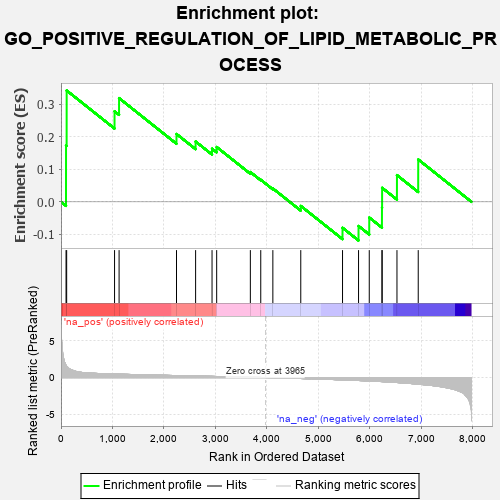 Enrichment plot:
GO_POSITIVE_REGULATION_OF_LIPID_METABOLIC_PR
OCESS
Enrichment score (ES)
0.3
0.2
0.1
0.0
-0.1
'na_pos' (positively correlated)
Ranked list metric (PreRanked)
5
0
-5
Zero cross at 3965
'na_neg' (negatively correlated)
0
1,000
2,000
3,000
4,000
5,000
6,000
7,000
8,000
Rank in Ordered Dataset
Enrichment profile
Hits
Ranking metric scores